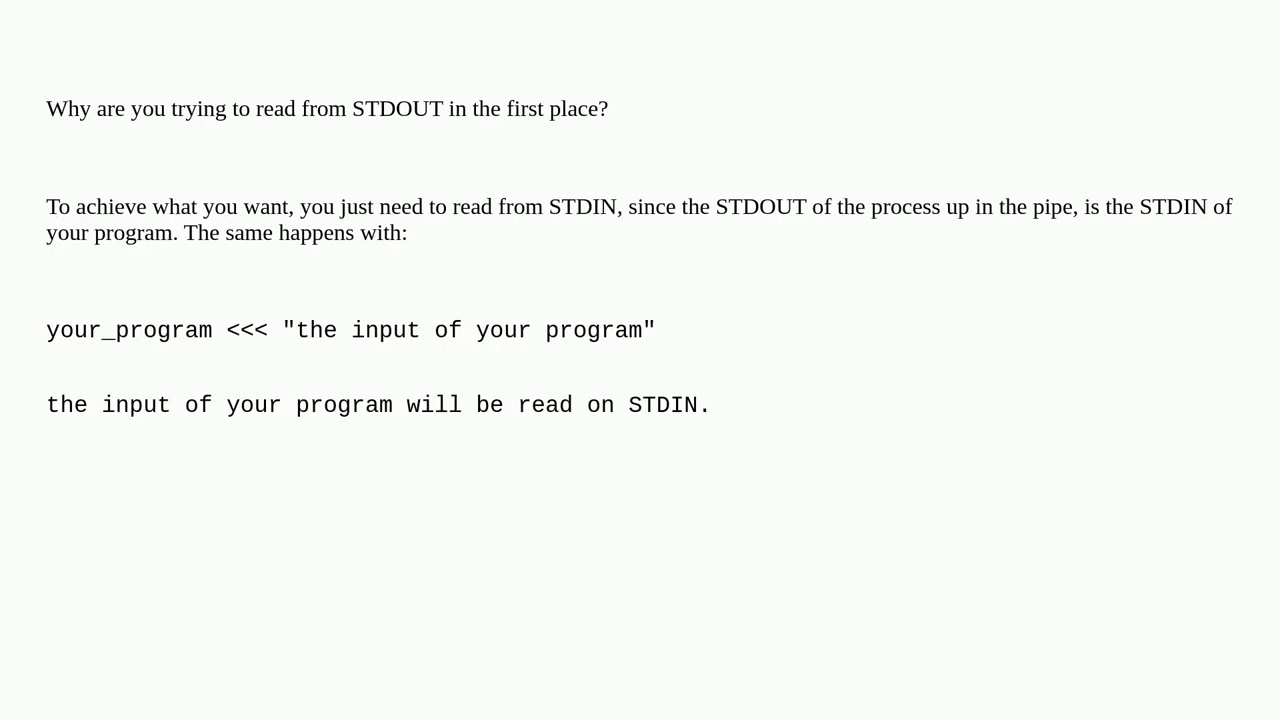 Why are you trying to read from STDOUT in the first place?
To achieve what you want, you just need to read from STDIN, since the STDOUT of the process up in the pipe, is the STDIN of
your program. The same happens with:
your_program <<< "the input of your program"
the input of your program will be read on STDIN.